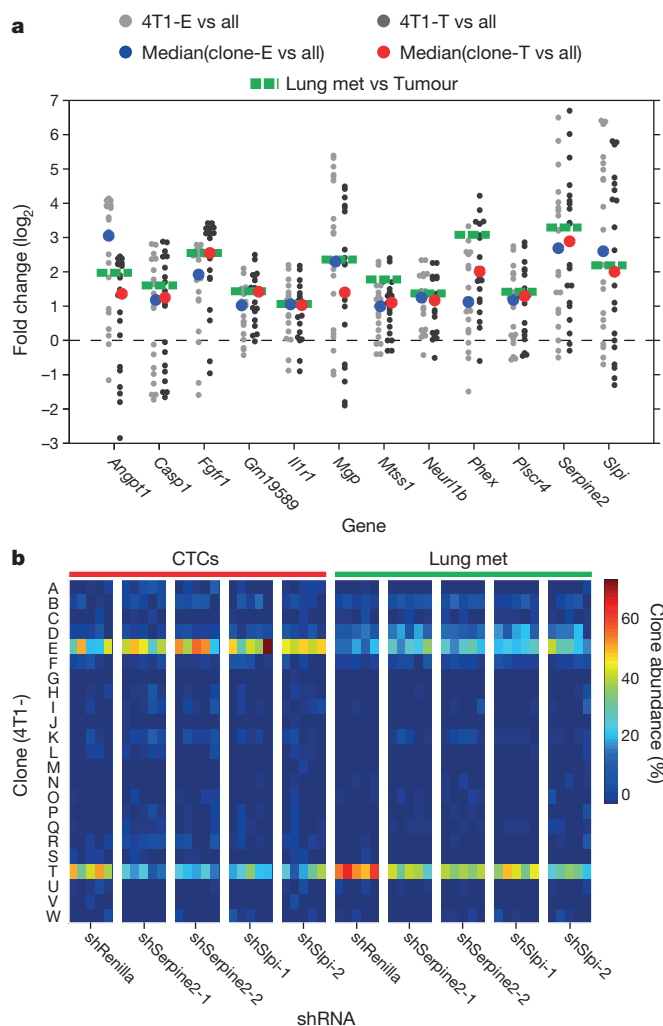 a
4T1-E vs all
4T1-T vs all
Median(clone-E vs all)
Median(clone-T vs all)
Lung met vs Tumour
Fold change (log2)
7
6
5
4
3
2
1
0
−1
−2
−3
Angpt1
Casp1
Fgfr1
Gm19589
Il1r1
Mgp
Mtss1
Neurl1b
Phex
Plscr4
Serpine2
Slpi
Gene
b
CTCs
Lung met
Clone (4T1-)
A
B
C
D
E
F
G
H
I
J
K
L
M
N
O
P
Q
R
S
T
U
V
W
60
40
20
0
Clone abundance (%)
shRenilla
shSerpine2-1
shSerpine2-2
shSlpi-1
shSlpi-2
shRenilla
shSerpine2-1
shSerpine2-2
shSlpi-1
shSlpi-2
shRNA